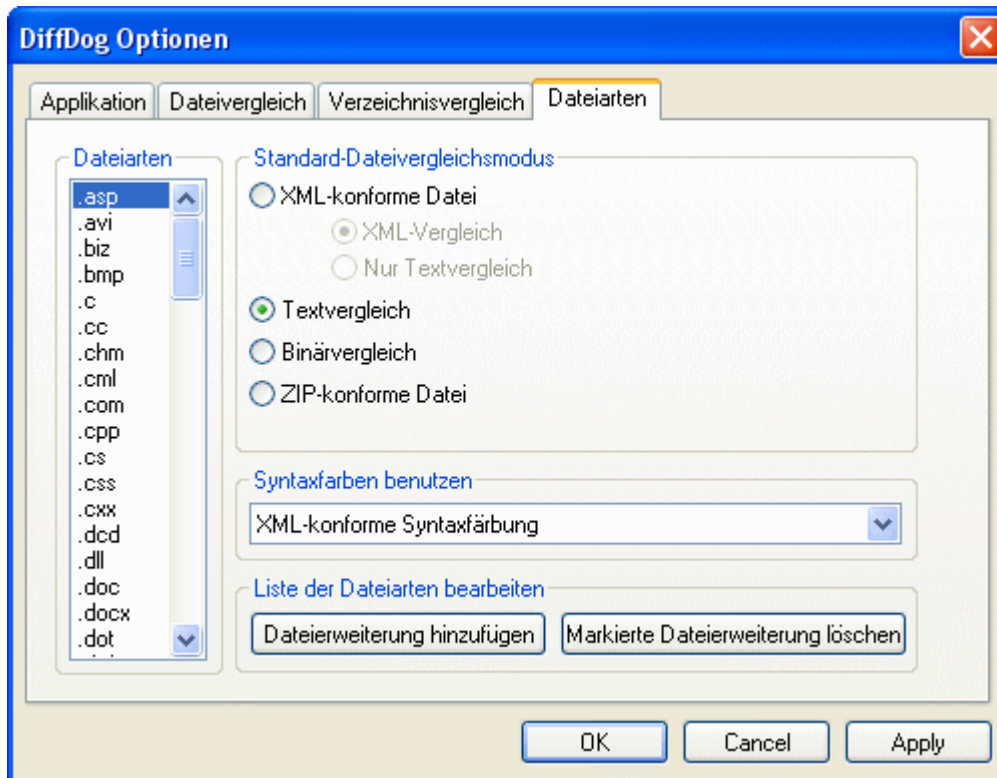 DiffDog Optionen
Applikation Dateivergleich Verzeichnisvergleich Dateiarten
Dateiarten
.asp
.avi
.biz
.bmp
.c
.cc
.chm
.cml
.com
.cpp
.cs
.css
.cxx
.dcd
.dll
.doc
.docx
.dot
Standard-Dateivergleichsmodus
XML-konforme Datei
XML-Vergleich
Nur Textvergleich
Textvergleich
Binärvergleich
ZIP-konforme Datei
Syntaxfarben benutzen
XML-konforme Syntaxfärbung
Liste der Dateiarten bearbeiten
Dateierweiterung hinzufügen Markierte Dateierweiterung löschen
OK Cancel Apply